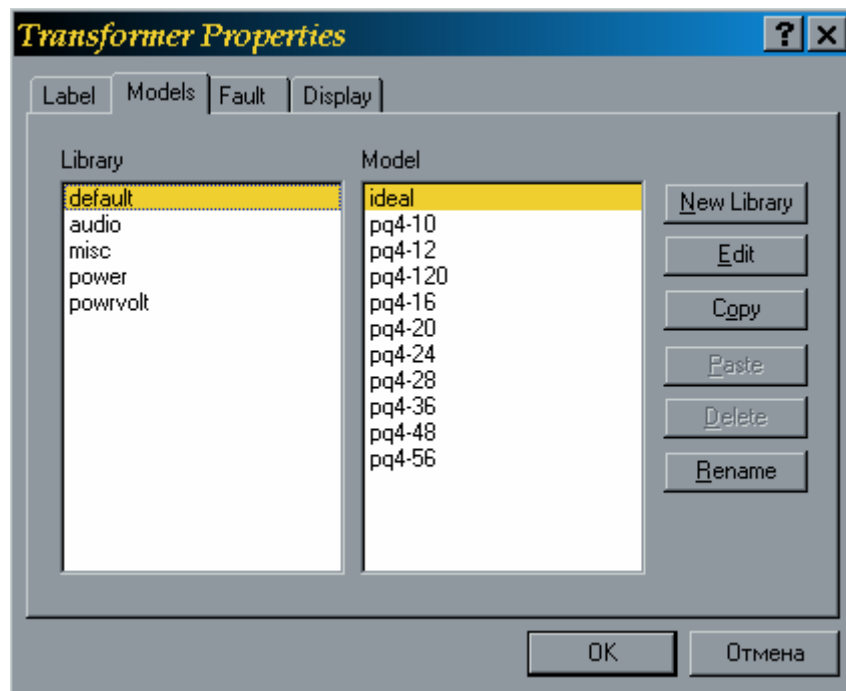 Transformer Properties
Label Models Fault Display
Library
default
audio
misc
power
powrvolt
Model
ideal
pq4-10
pq4-12
pq4-120
pq4-16
pq4-20
pq4-24
pq4-28
pq4-36
pq4-48
pq4-56
New Library
Edit
Copy
Paste
Delete
Rename
OK Отмена